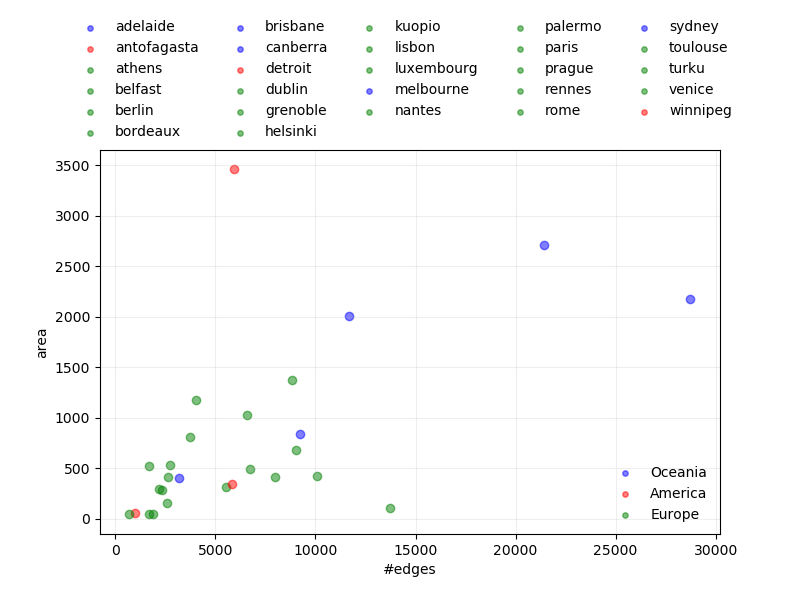 adelaide brisbane kuopio palermo sydney
antofagasta canberra lisbon paris toulouse
athens detroit luxembourg prague turku
belfast dublin melbourne rennes venice
berlin grenoble nantes rome winnipeg
bordeaux helsinki
3500
3000
2500
2000
1500
1000
500
0
area
Oceania
America
Europe
0 5000 10000 15000 20000 25000 30000
#edges